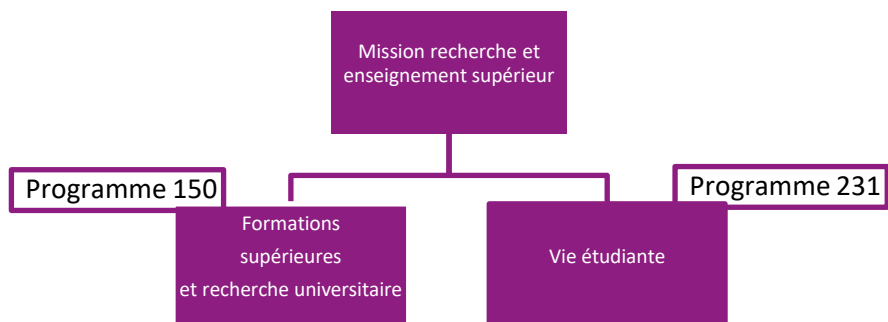 Mission recherche et
enseignement supérieur
Programme 150
Programme 231
Formations
supérieures
et recherche universitaire
Vie étudiante